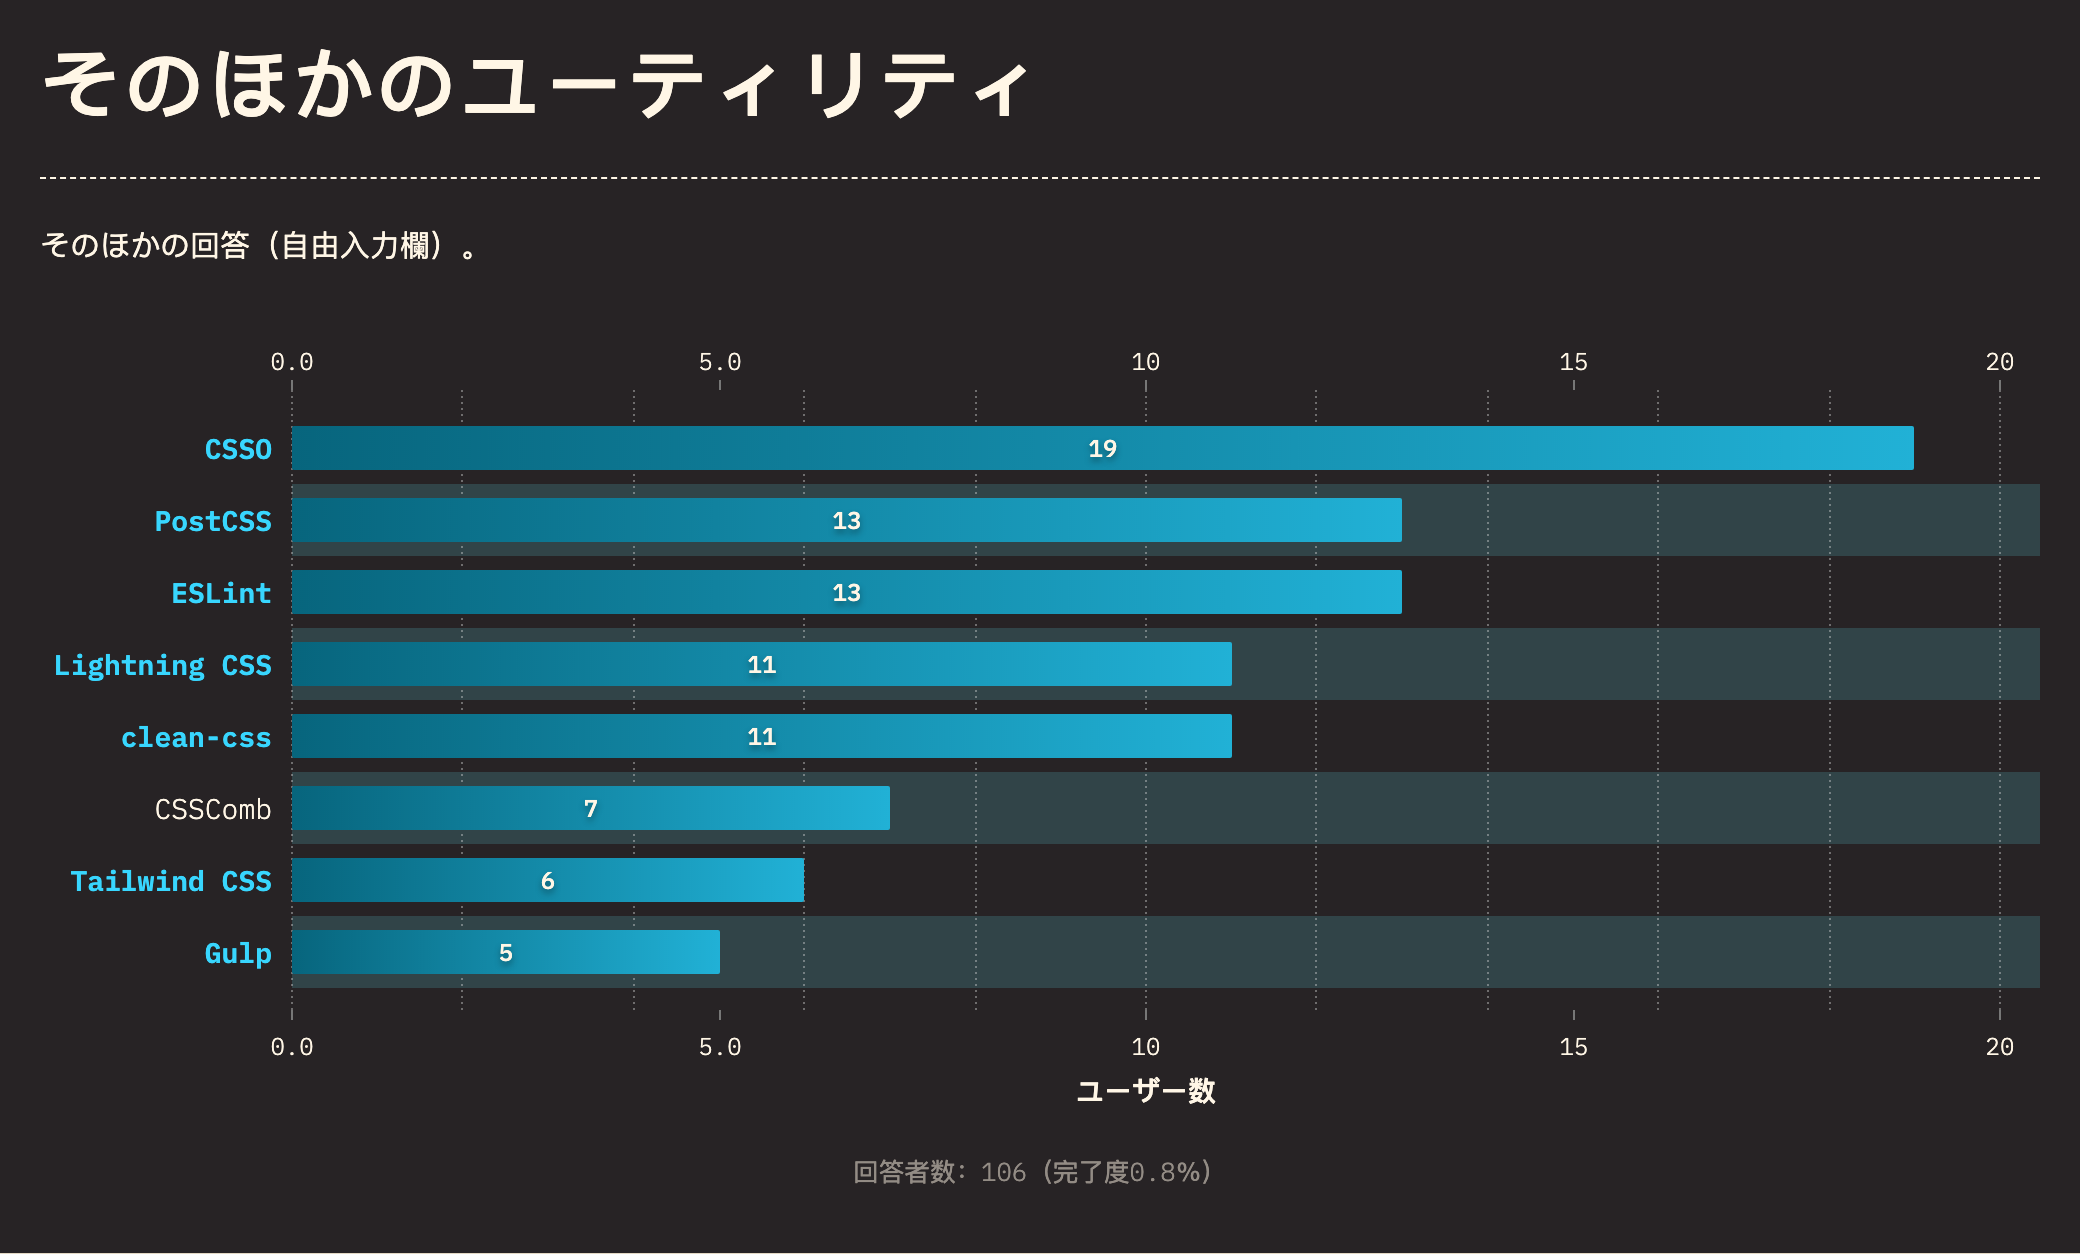 そのほかのユーティリティ
そのほかの回答（自由入力欄）。
0.0 5.0 10 15 20
CSSO 19
PostCSS 13
ESLint 13
Lightning CSS 11
clean-css 11
CSSComb 7
Tailwind CSS 6
Gulp 5
0.0 5.0 10 15 20
ユーザー数
回答者数: 106 (完了度0.8%)